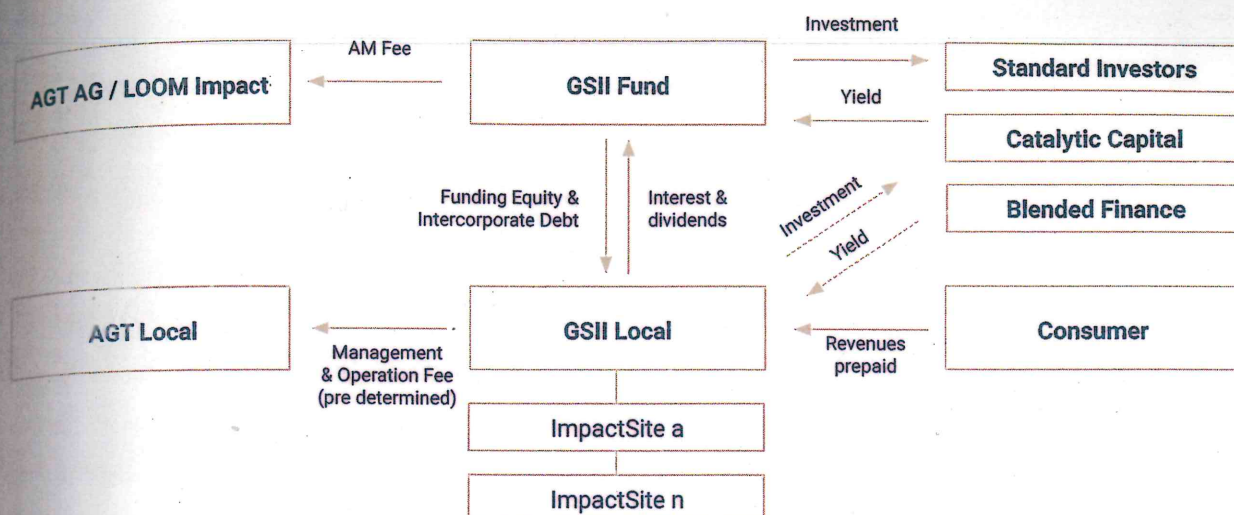 Investment
AM Fee
AGT AG / LOOM Impact
GSII Fund
Standard Investors
Yield
Catalytic Capital
Funding Equity &
Intercorporate Debt
Interest &
dividends
Investment
Yield
Blended Finance
AGT Local
GSII Local
Consumer
Management
& Operation Fee
(pre determined)
Revenues
prepaid
ImpactSite a
ImpactSite n